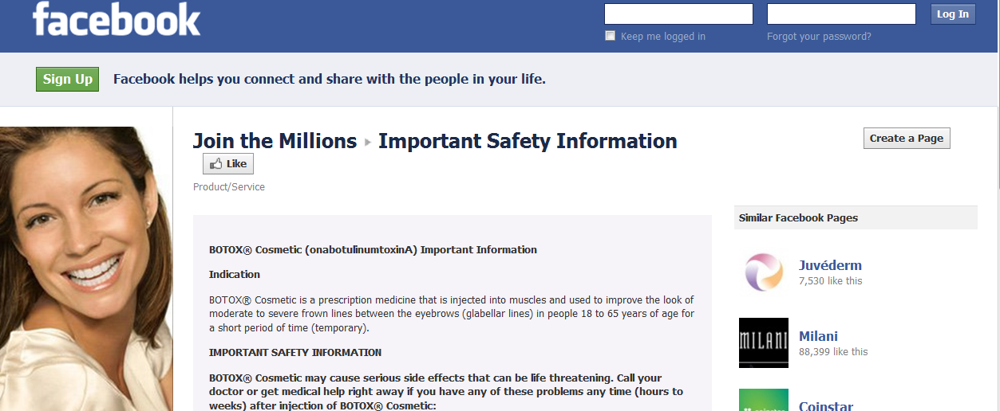 facebook
Log In
Keep me logged in
Forgot your password?
Sign Up
Facebook helps you connect and share with the people in your life.
Join the Millions ▸ Important Safety Information
Create a Page
Like
Product/Service
Similar Facebook Pages
BOTOX® Cosmetic (onabotulinumtoxinA) Important Information
Indication
BOTOX® Cosmetic is a prescription medicine that is injected into muscles and used to improve the look of
moderate to severe frown lines between the eyebrows (glabellar lines) in people 18 to 65 years of age for
a short period of time (temporary).
IMPORTANT SAFETY INFORMATION
BOTOX® Cosmetic may cause serious side effects that can be life threatening. Call your
doctor or get medical help right away if you have any of these problems any time (hours to
weeks) after injection of BOTOX® Cosmetic:
Juvéderm
7,530 like this
MILANI
Milani
88,399 like this
Coinstar